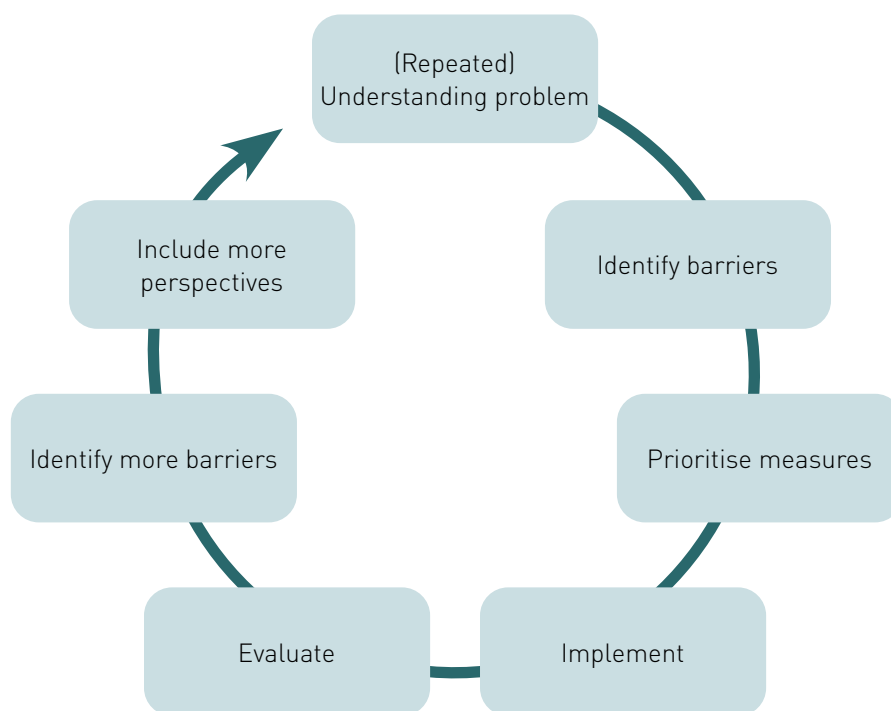 (Repeated)
Understanding problem
Identify barriers
Prioritise measures
Implement
Evaluate
Identify more barriers
Include more
perspectives